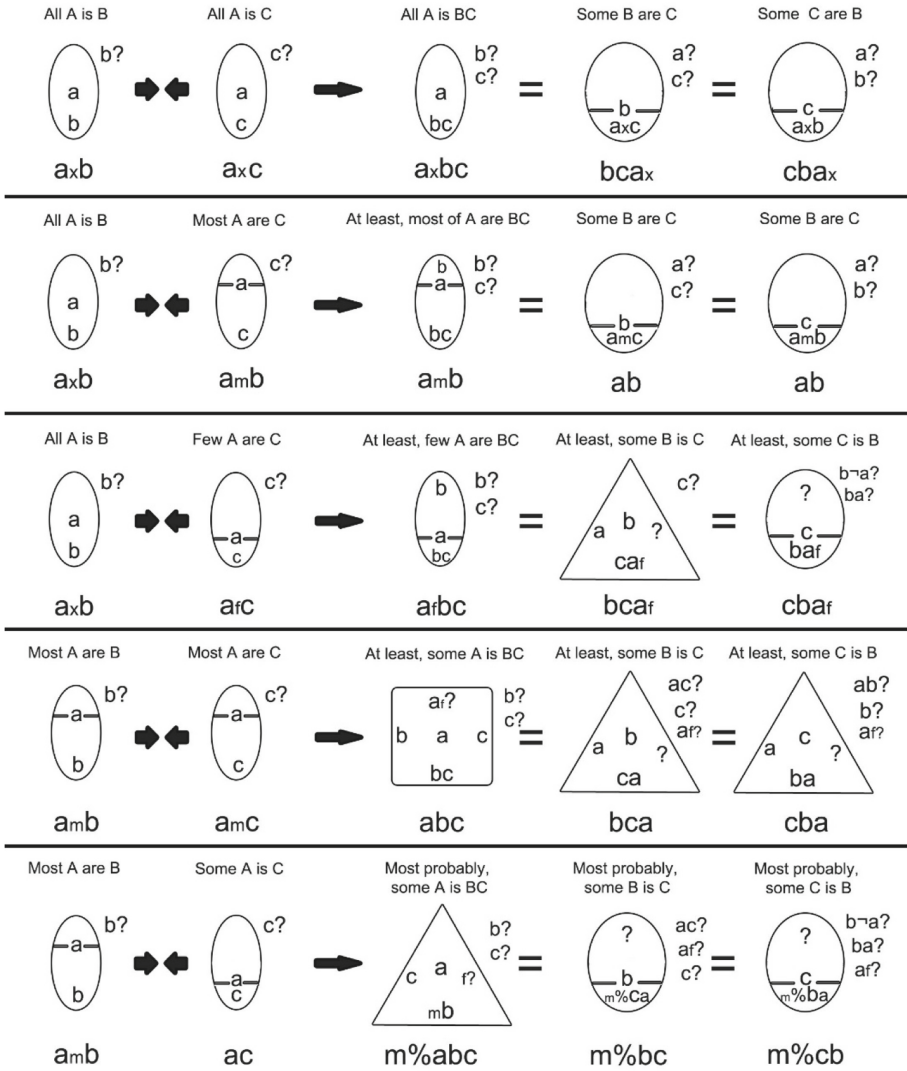 All A is B All A is C All A is BC Some B are C Some C are B
b? c? b? a? a?
c? c? b?
a a a
b c bc b c
axc axb
axb axc axbc bcax cbax
= =
All A is B Most A are C At least, most of A are BC Some B are C Some B are C
b? c? b b? a? a?
a a c? c? b?
a
b c bc b c
amc amb
axb amb amb ab ab
= =
All A is B Few A are C At least, few A are BC At least, some B is C At least, some C is B
b? c? b b? c? ? b¬a?
c? ba?
a a a a b ? c
b c bc caf baf
axb afc afbc bcaf cbaf
= =
Most A are B Most A are C At least, some A is BC At least, some B is C At least, some C is B
b? c? af? b? ac? ab?
a a c? c? b?
b a c a b ? af? a c ? af?
b c bc ca ba
amb amc abc bca cba
= =
Most A are B Some A is C Most probably, Most probably, Most probably,
some A is BC some B is C some C is B
b? c? b? ? ac? ? b¬a?
a c? af? ba?
a c a f? b c? c af?
b c mb m%ca m%ba
amb ac m%abc m%bc m%cb
= =